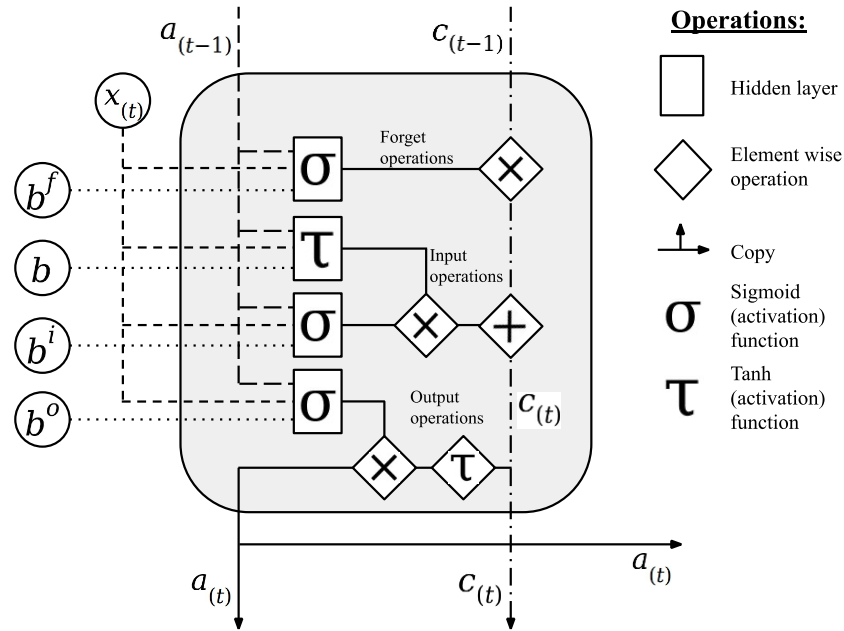 a(t−1)
c(t−1)
Operations:
x(t)
Hidden layer
Forget
operations
σ
×
Element wise
operation
b^f
τ
Input
operations
Copy
b
σ
×
+
Sigmoid
(activation)
function
σ
b^i
σ
Output
operations
c(t)
Tanh
(activation)
function
τ
b^o
×
τ
a(t)
a(t)
c(t)